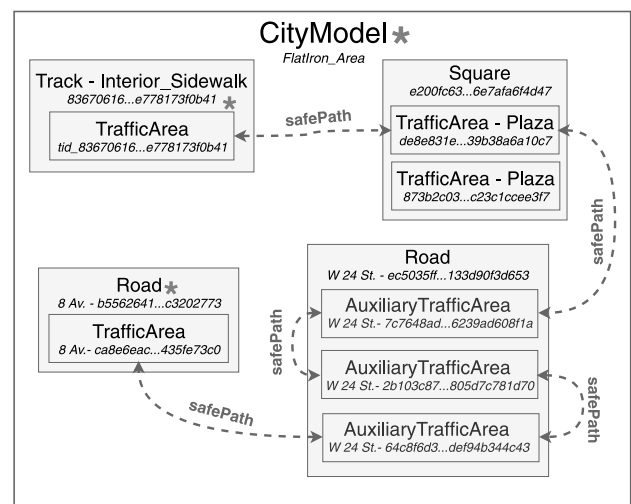 CityModel*
FlatIron_Area
Track - Interior_Sidewalk
83670616...e778173f0b41
*
TrafficArea
tid_83670616...e778173f0b41
safePath
Square
e200fc63...6e7afa6f4d47
TrafficArea - Plaza
de8e831e...39b38a6a10c7
TrafficArea - Plaza
873b2c03...c23c1ccee3f7
safePath
Road*
8 Av. - b5562641...c3202773
TrafficArea
8 Av.- ca8e6eac...435fe73c0
safePath
Road
W 24 St. - ec5035ff...133d90f3d653
AuxiliaryTrafficArea
W 24 St.- 7c7648ad...6239ad608f1a
safePath
AuxiliaryTrafficArea
W 24 St.- 2b103c87...805d7c781d70
safePath
AuxiliaryTrafficArea
W 24 St.- 64c8f6d3...def94b344c43